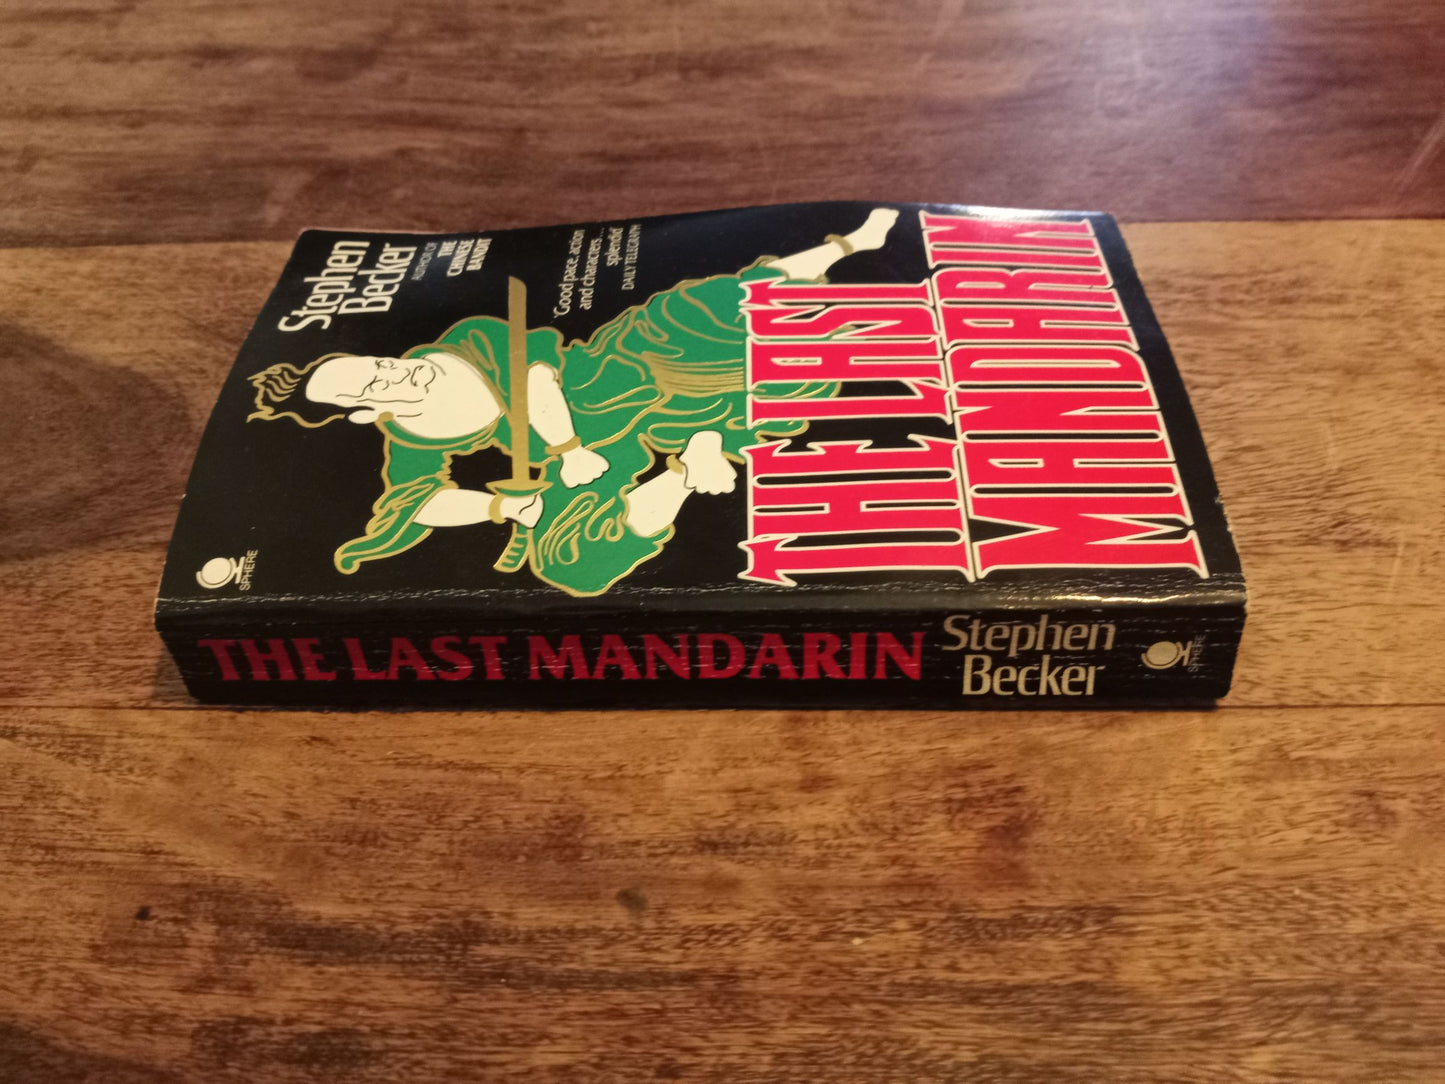 Stephen
Becker
AUTHOR OF
THE
CHINESE
BANDIT
'Good pace, action
and characters...
splendid'
DAILY TELEGRAPH
THE LAST
MANDARIN
SPHERE
THE LAST MANDARIN
Stephen
Becker
SPHERE